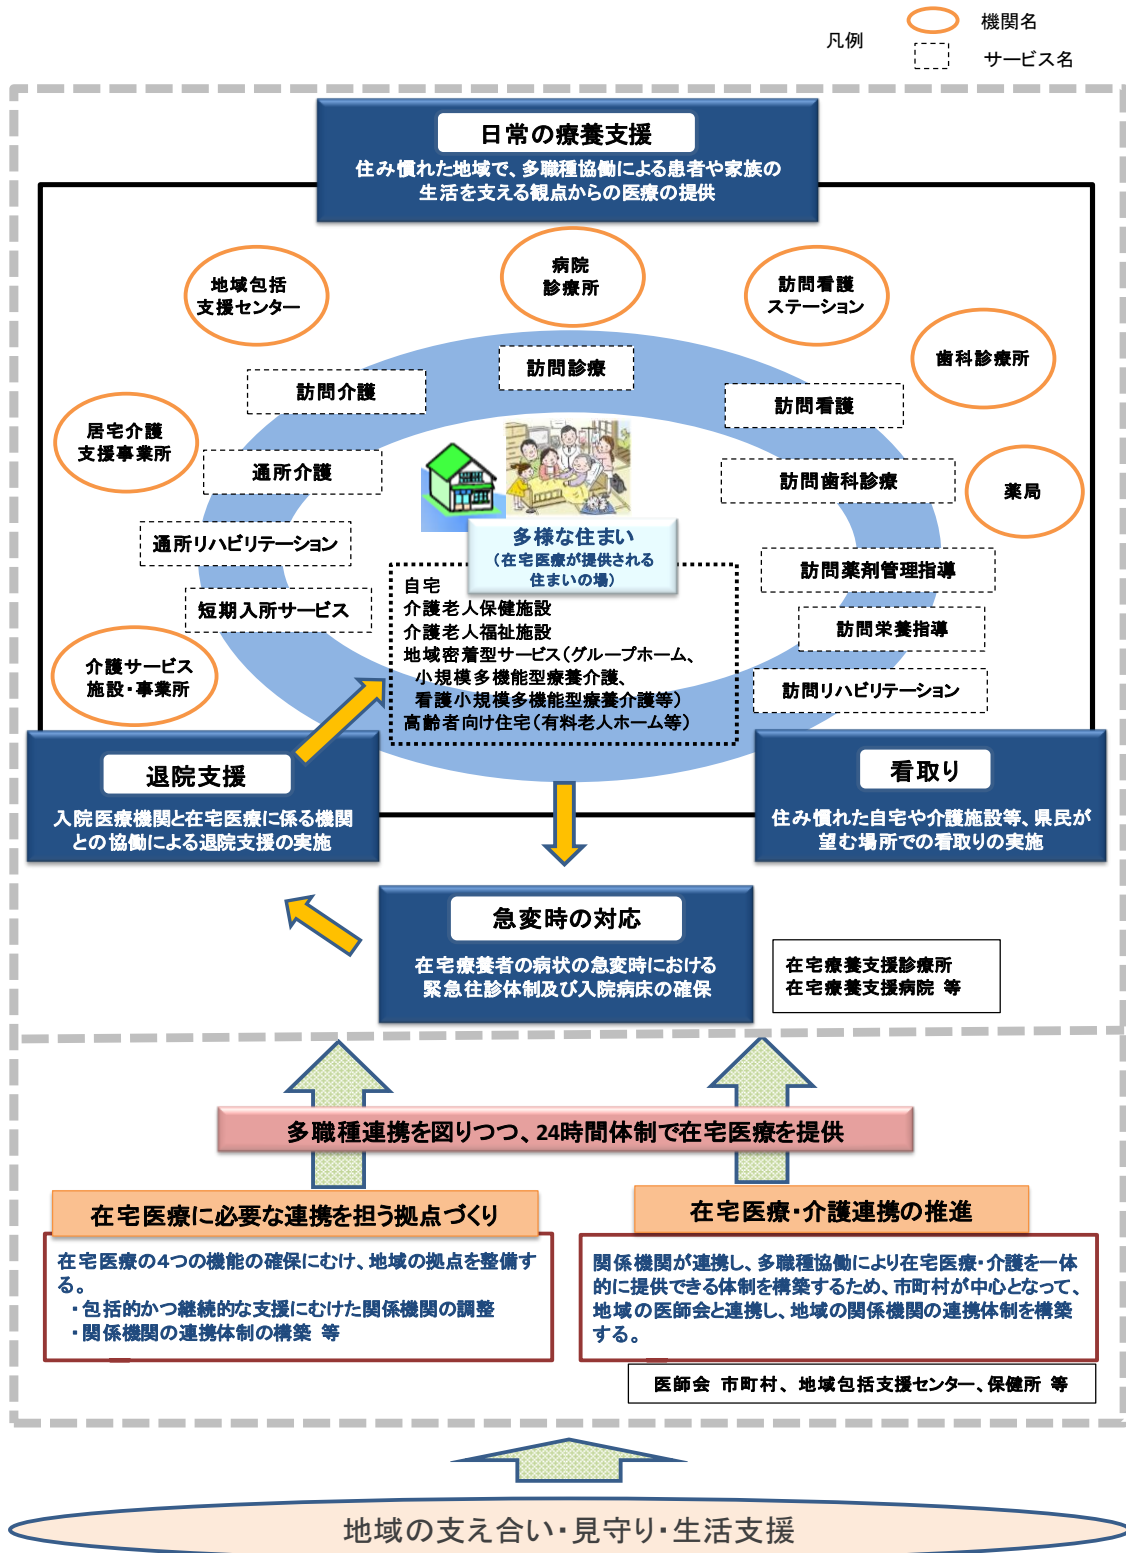 凡例
機関名
サービス名
日常の療養支援
住み慣れた地域で、多職種協働による患者や家族の
生活を支える観点からの医療の提供
地域包括
支援センター
病院
診療所
訪問看護
ステーション
歯科診療所
薬局
居宅介護
支援事業所
介護サービス
施設・事業所
訪問診療
訪問介護
訪問看護
通所介護
訪問歯科診療
通所リハビリテーション
訪問薬剤管理指導
短期入所サービス
訪問栄養指導
訪問リハビリテーション
多様な住まい
(在宅医療が提供される
住まいの場)
自宅
介護老人保健施設
介護老人福祉施設
地域密着型サービス(グループホーム、
小規模多機能型療養介護、
看護小規模多機能型療養介護等)
高齢者向け住宅(有料老人ホーム等)
退院支援
入院医療機関と在宅医療に係る機関
との協働による退院支援の実施
看取り
住み慣れた自宅や介護施設等、県民が
望む場所での看取りの実施
急変時の対応
在宅療養者の病状の急変時における
緊急往診体制及び入院病床の確保
在宅療養支援診療所
在宅療養支援病院 等
多職種連携を図りつつ、24時間体制で在宅医療を提供
在宅医療に必要な連携を担う拠点づくり
在宅医療の4つの機能の確保にむけ、地域の拠点を整備す
る。
・包括的かつ継続的な支援にむけた関係機関の調整
・関係機関の連携体制の構築 等
在宅医療・介護連携の推進
関係機関が連携し、多職種協働により在宅医療・介護を一体
的に提供できる体制を構築するため、市町村が中心となって、
地域の医師会と連携し、地域の関係機関の連携体制を構築
する。
医師会 市町村、 地域包括支援センター、保健所 等
地域の支え合い・見守り・生活支援